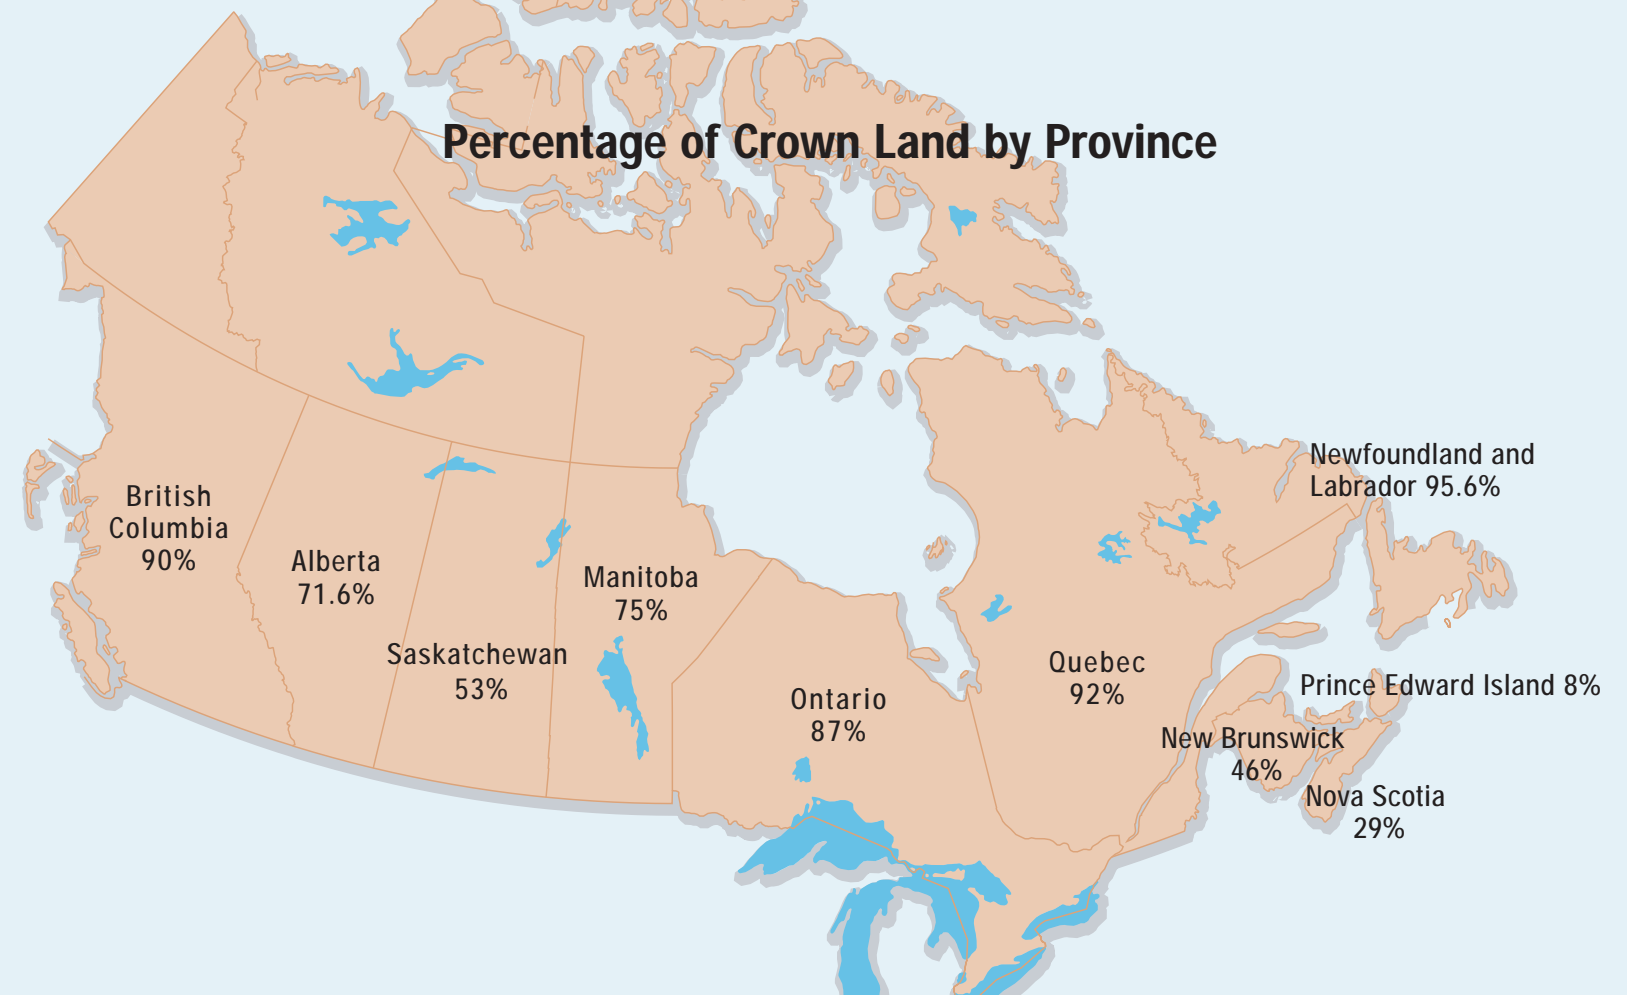 Percentage of Crown Land by Province
Newfoundland and
Labrador 95.6%
British
Columbia
90%
Alberta
71.6%
Manitoba
75%
Saskatchewan
53%
Ontario
87%
Quebec
92%
Prince Edward Island 8%
New Brunswick
46%
Nova Scotia
29%